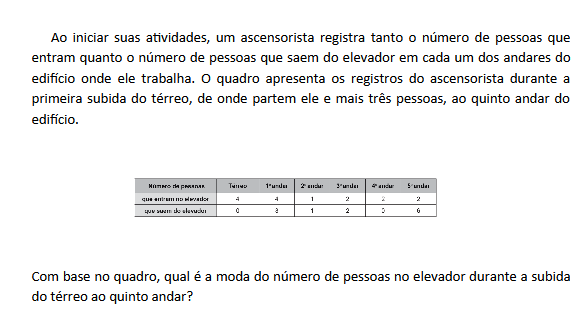 Ao iniciar suas atividades, um ascensorista registra tanto o número de pessoas que
entram quanto o número de pessoas que saem do elevador em cada um dos andares do
edifício onde ele trabalha. O quadro apresenta os registros do ascensorista durante a
primeira subida do térreo, de onde partem ele e mais três pessoas, ao quinto andar do
edifício.
Número de pessoas Térreo 1º andar 2º andar 3º andar 4º andar 5º andar
que entram no elevador 4 4 1 2 2 2
que saem do elevador 0 3 1 2 0 6
Com base no quadro, qual é a moda do número de pessoas no elevador durante a subida
do térreo ao quinto andar?